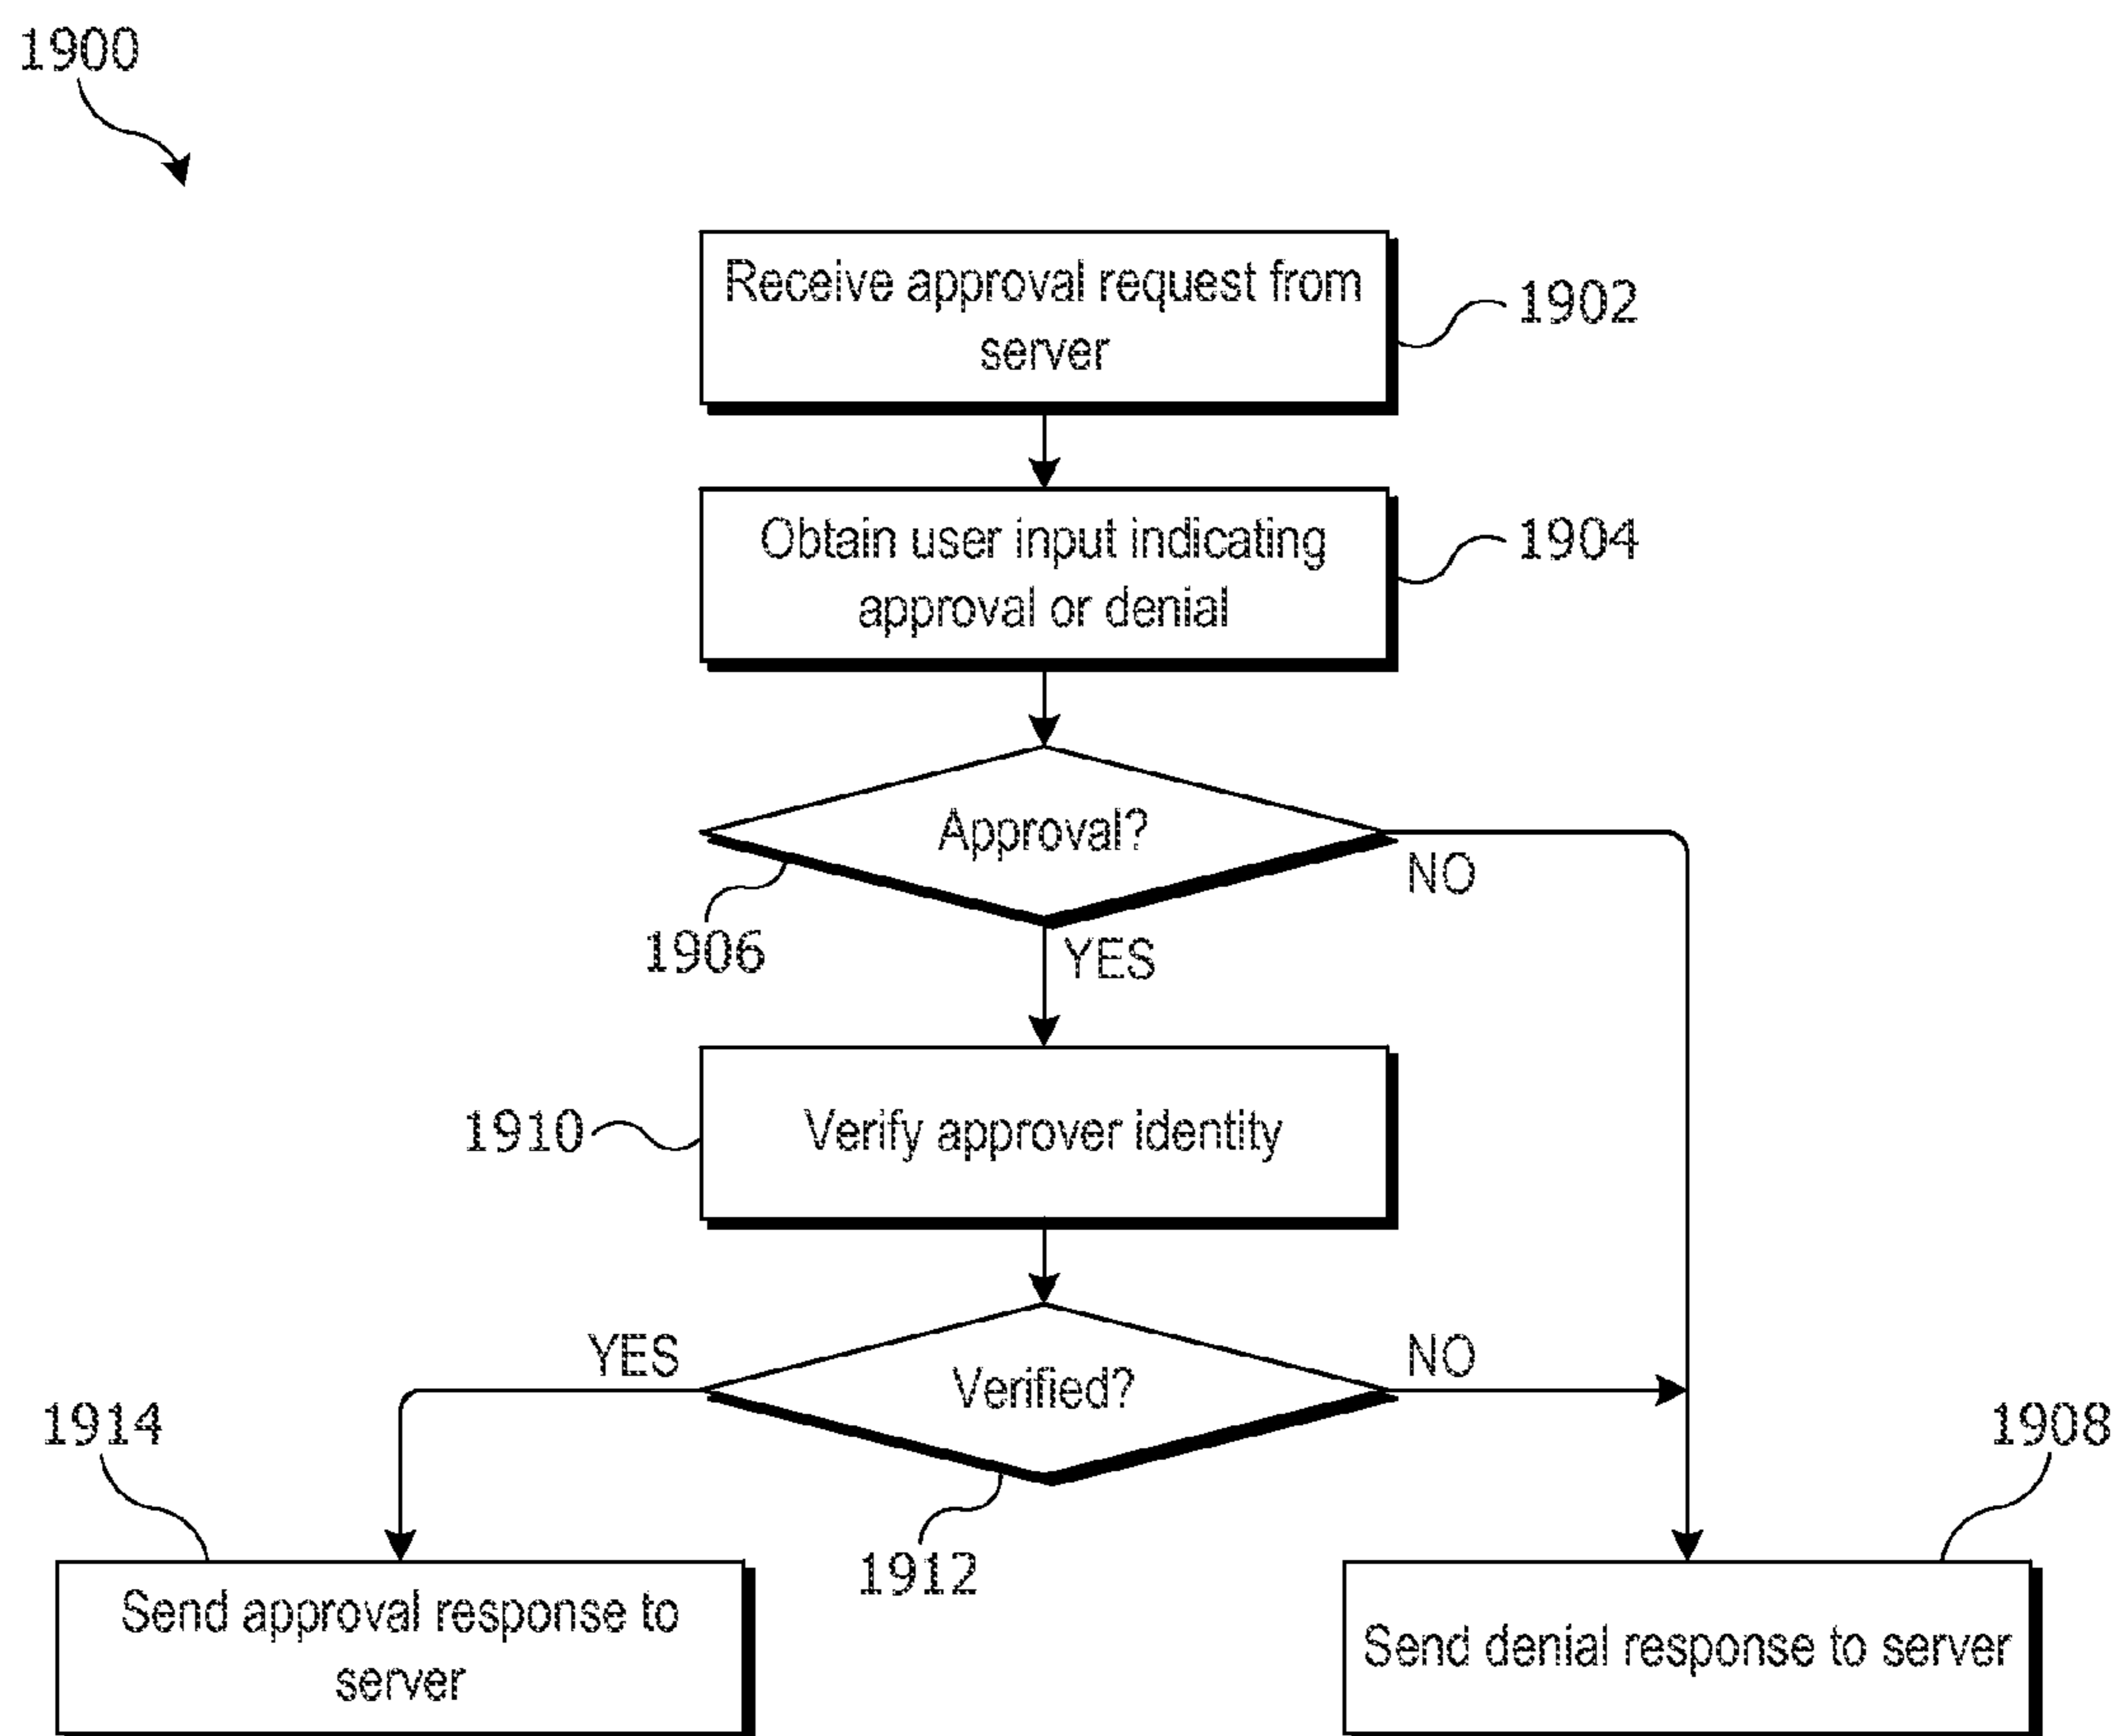 1900
Receive approval request from
server
1902
Obtain user input indicating
approval or denial
1904
Approval?
NO
1906
YES
1910
Verify approver identity
YES
Verified?
NO
1914
1908
1912
Send approval response to
server
Send denial response to server